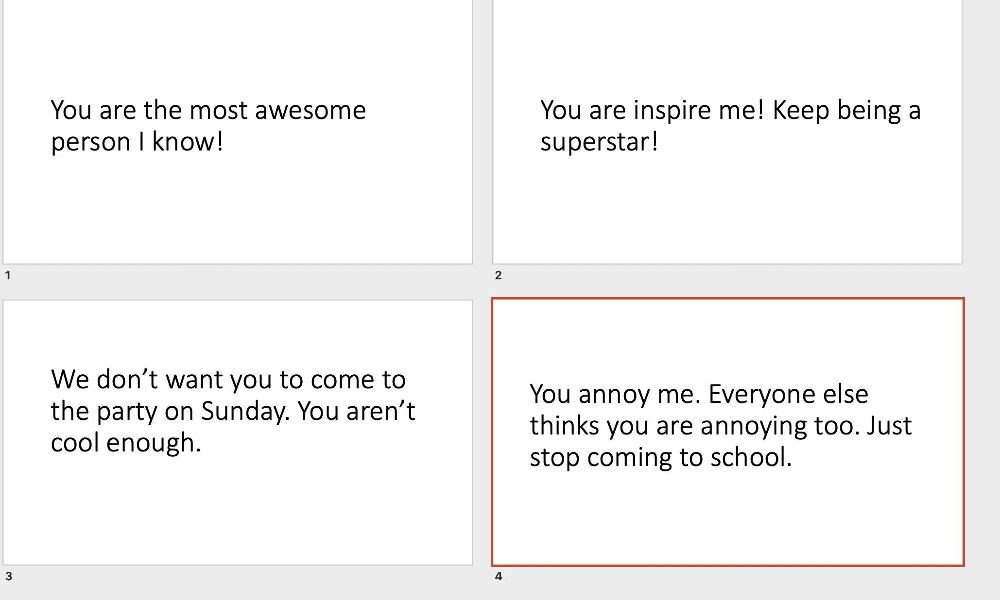 You are the most awesome
person I know!
1
You are inspire me! Keep being a
superstar!
2
We don’t want you to come to
the party on Sunday. You aren’t
cool enough.
3
You annoy me. Everyone else
thinks you are annoying too. Just
stop coming to school.
4